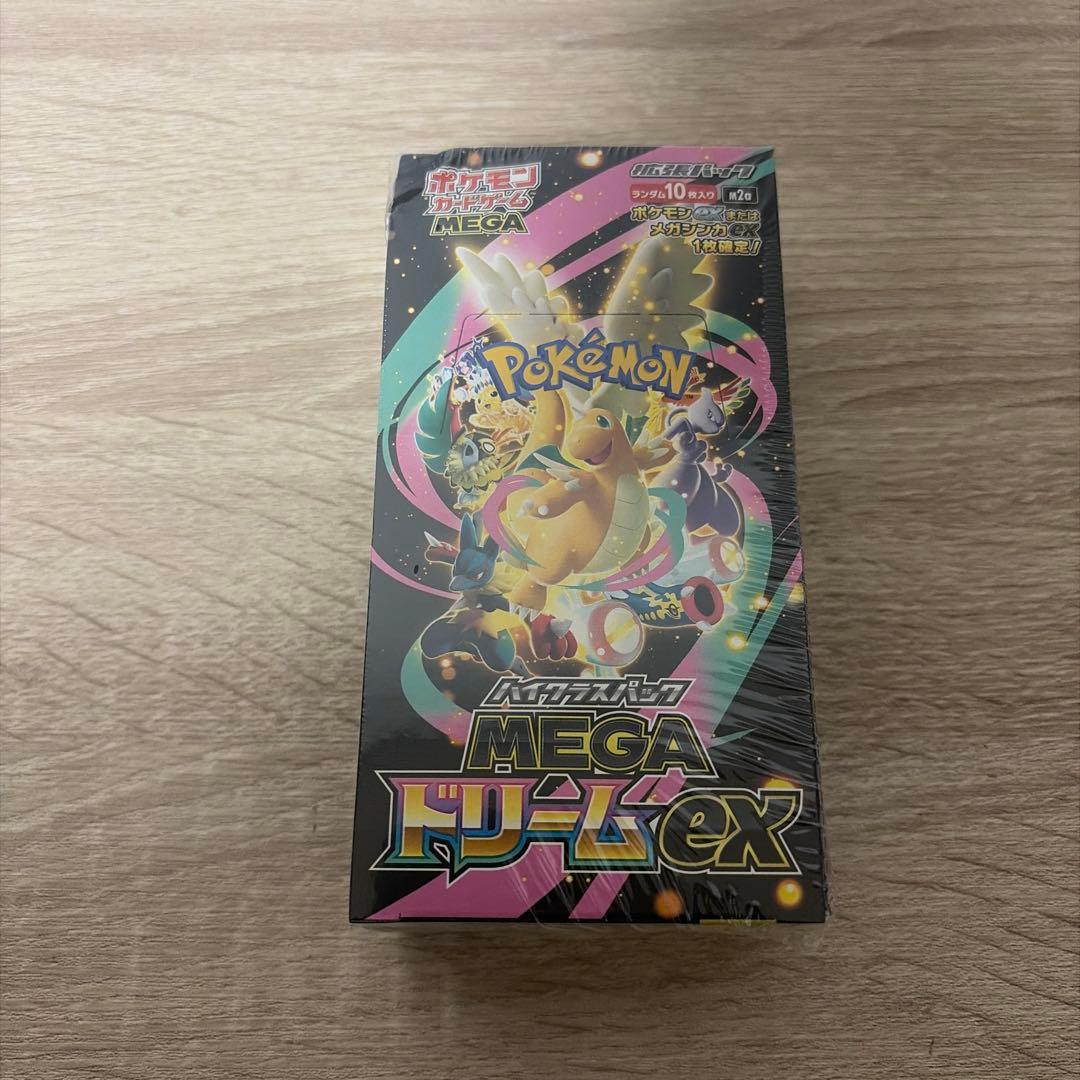 ポケモン
カードゲーム
MEGA
拡張パック
ランダム10枚入り M2a
ポケモンexまたは
メガシンカex
1枚確定!
POKéMON
TM
ハイクラスパック
MEGA
ドリームex